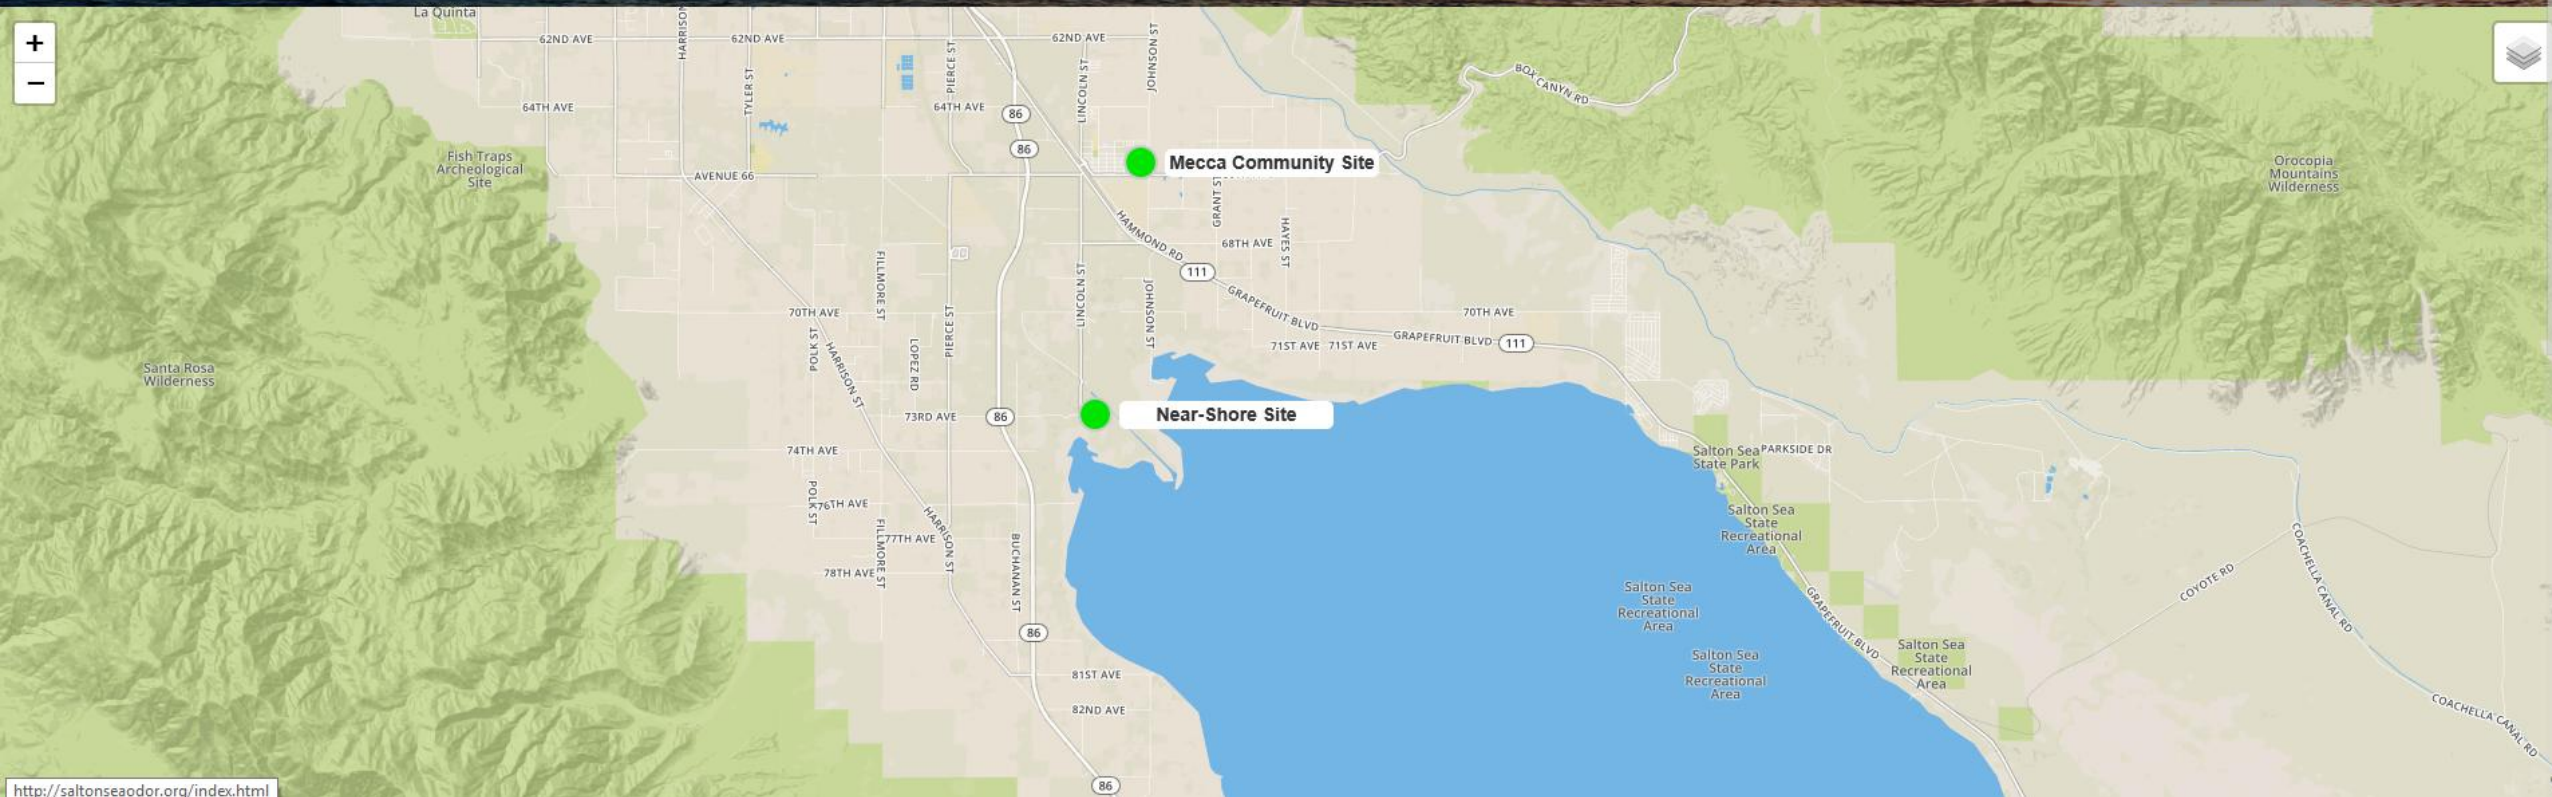 La Quinta
+
−
62ND AVE
HARRISON
62ND AVE
PIERCE ST
62ND AVE
JOHNSON ST
LINCOLN ST
TYLER ST
64TH AVE
64TH AVE
86
86
BOX CANYN RD
Fish Traps
Archeological
Site
AVENUE 66
Mecca Community Site
GRANT ST
Orocopia
Mountains
Wilderness
HAMMOND RD
68TH AVE
HAYES ST
111
FILLMORE ST
LINCOLN ST
JOHNSON ST
GRAPEFRUIT BLVD
70TH AVE
70TH AVE
PIERCE ST
POLK ST
HARRISON ST
LOPEZ RD
71ST AVE
71ST AVE
GRAPEFRUIT BLVD
111
Santa Rosa
Wilderness
73RD AVE
86
Near-Shore Site
74TH AVE
Salton Sea
State Park
PARKSIDE DR
POLK ST
76TH AVE
FILLMORE ST
HARRISON ST
77TH AVE
78TH AVE
BUCHANAN ST
Salton Sea
State
Recreational
Area
COACHELLA CANAL RD
COYOTE RD
Salton Sea
State
Recreational
Area
GRAPEFRUIT BLVD
86
Salton Sea
State
Recreational
Area
Salton Sea
State
Recreational
Area
81ST AVE
82ND AVE
COACHELLA CANAL RD
86
http://saltonseaodor.org/index.html